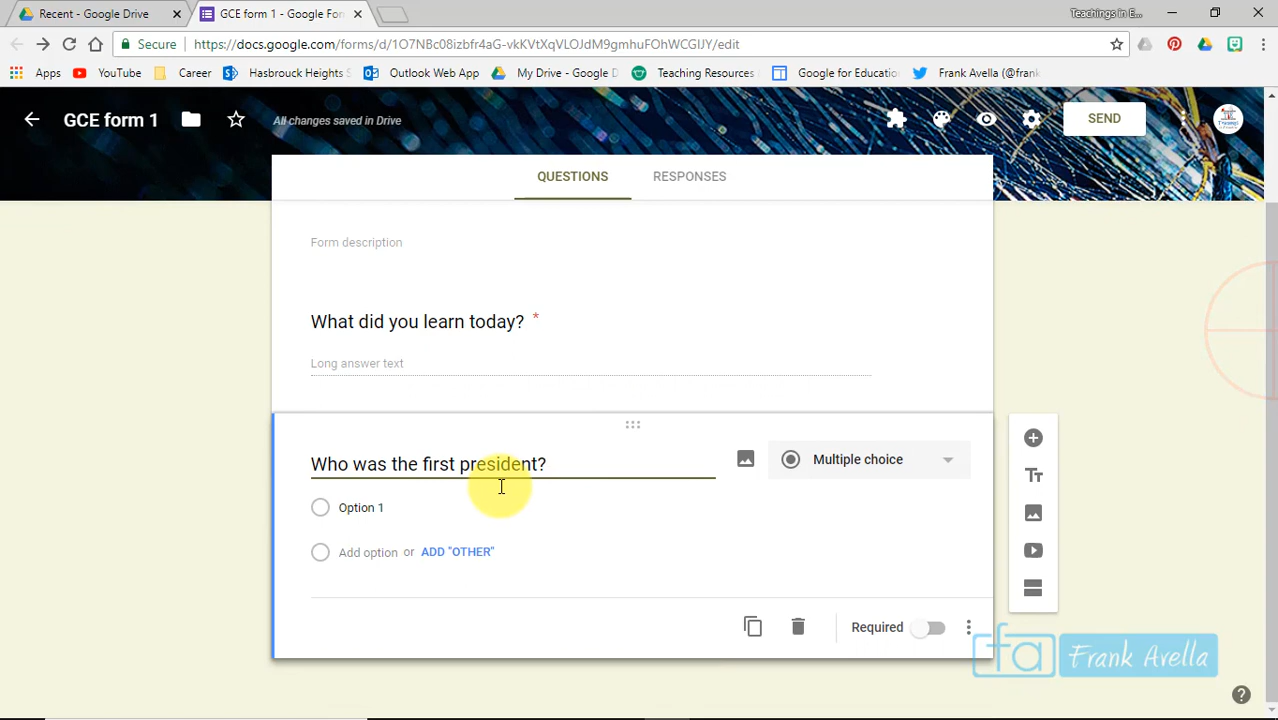 Recent - Google Drive
GCE form 1 - Google For
Teachings in E...
Secure
https://docs.google.com/forms/d/1O7NBc08izbfr4aG-vkKVtXqVLOJdM9gmhuFOhWCGIJY/edit
Apps
YouTube
Career
Hasbrouck Heights S
Outlook Web App
My Drive - Google D
Teaching Resources
Google for Educatio
Frank Avella (@frank
GCE form 1
All changes saved in Drive
SEND
QUESTIONS
RESPONSES
Form description
What did you learn today? *
Long answer text
Who was the first president?
Multiple choice
Option 1
Add option or ADD "OTHER"
Required
fa Frank Avella